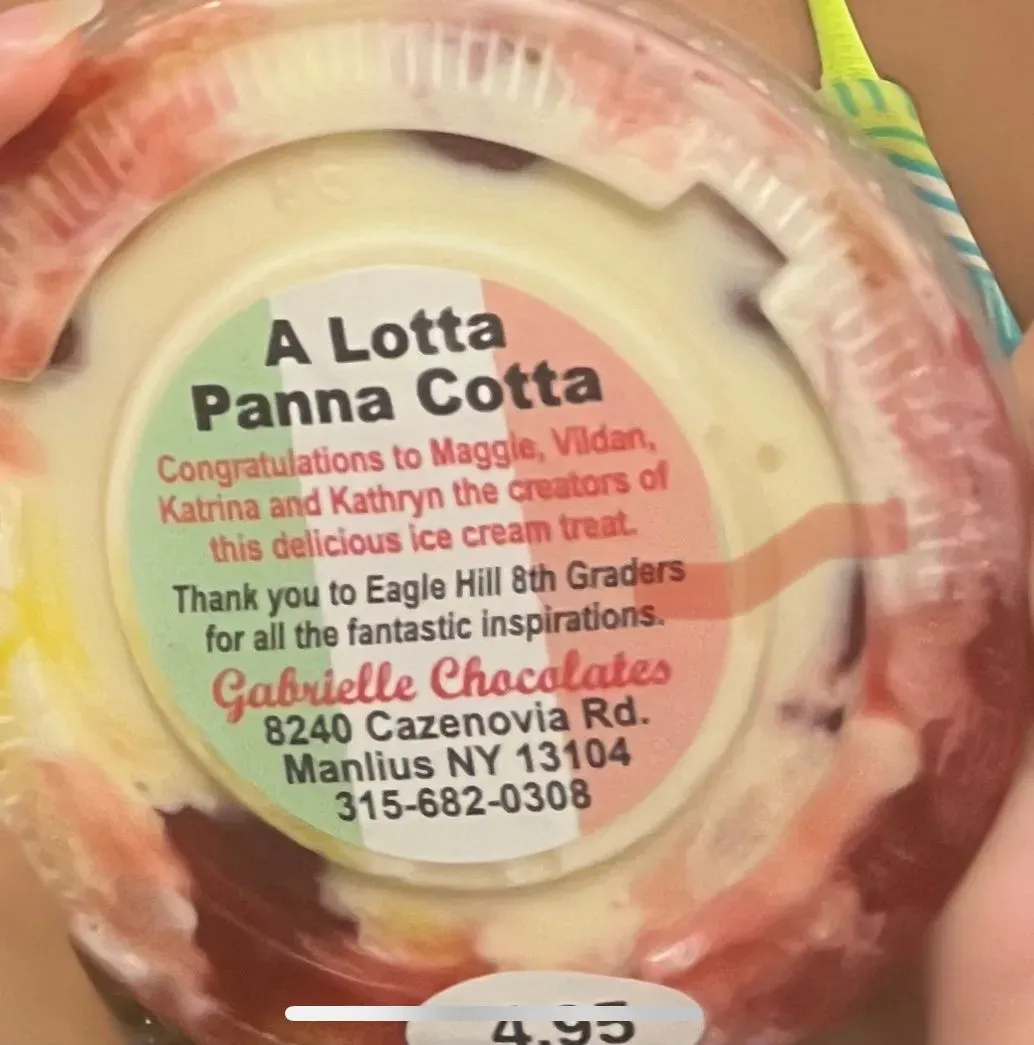 A Lotta
Panna Cotta
Congratulations to Maggie, Vildan,
Katrina and Kathryn the creators of
this delicious ice cream treat.
Thank you to Eagle Hill 8th Graders
for all the fantastic inspirations.
Gabrielle Chocolates
8240 Cazenovia Rd.
Manlius NY 13104
315-682-0308
4.95